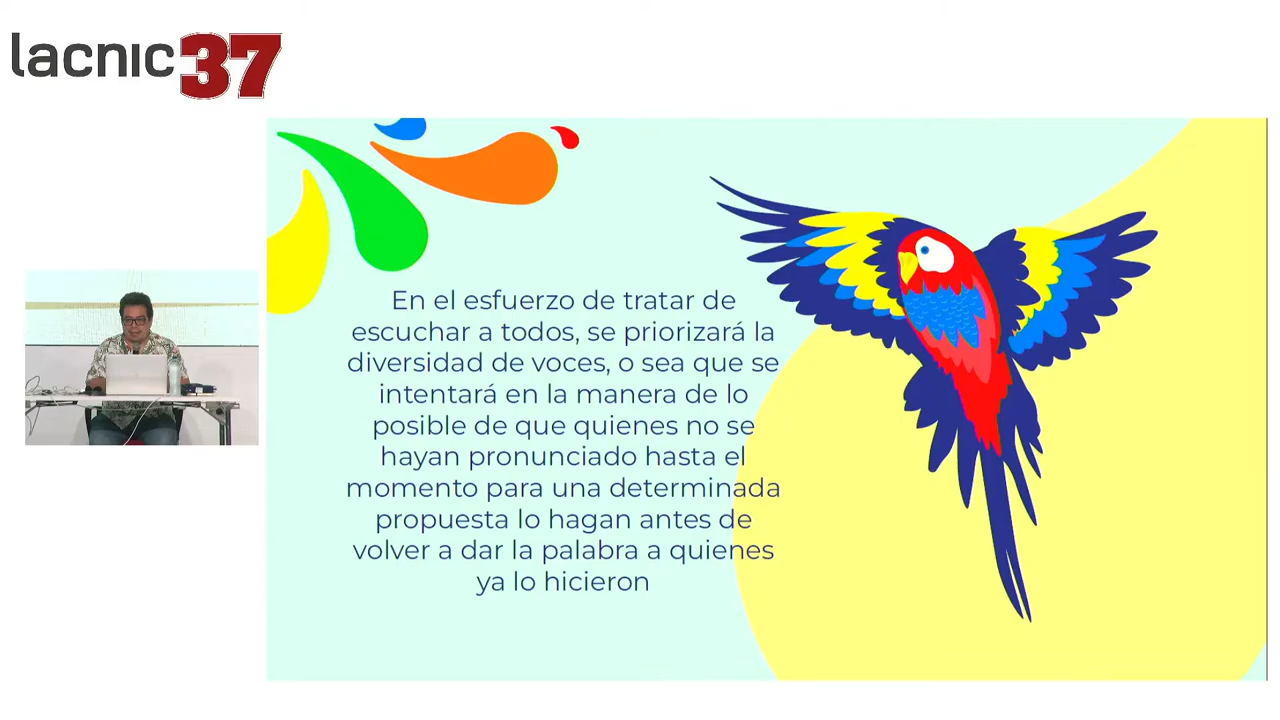 lacnic37
En el esfuerzo de tratar de
escuchar a todos, se priorizará la
diversidad de voces, o sea que se
intentará en la manera de lo
posible de que quienes no se
hayan pronunciado hasta el
momento para una determinada
propuesta lo hagan antes de
volver a dar la palabra a quienes
ya lo hicieron